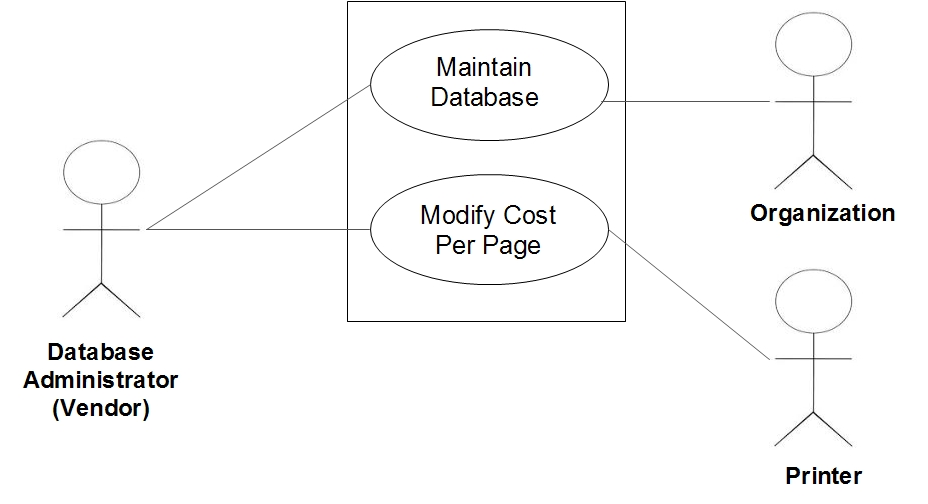 Maintain
Database
Modify Cost
Per Page
Organization
Database
Administrator
(Vendor)
Printer